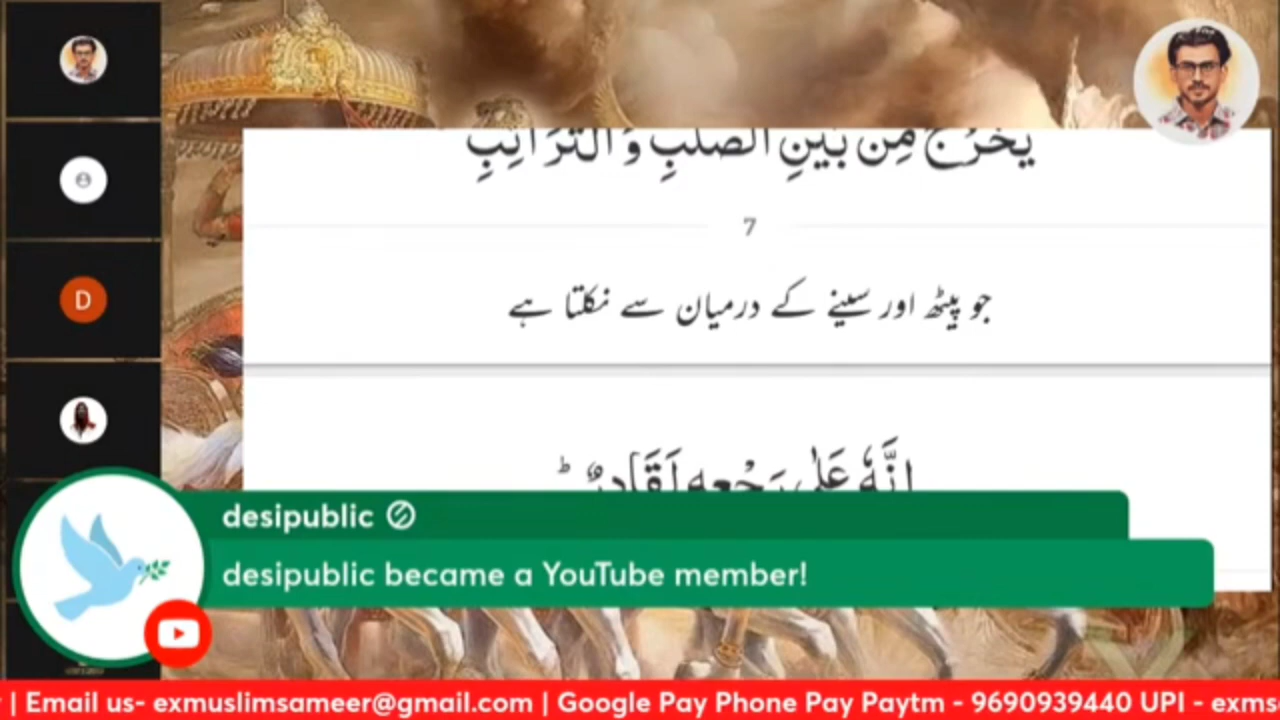 يَخْرُجُ مِنْ بَيْنِ الصُّلْبِ وَالتَّرَآئِبِ
7
جو پیٹھ اور سینے کے درمیان سے نکلتا ہے
D
اِنَّهٗ عَلٰى رَجْعِهٖ لَقَادِرٌ ؕ
desipublic
desipublic became a YouTube member!
| Email us- exmuslimsameer@gmail.com | Google Pay Phone Pay Paytm - 9690939440 UPI - exms